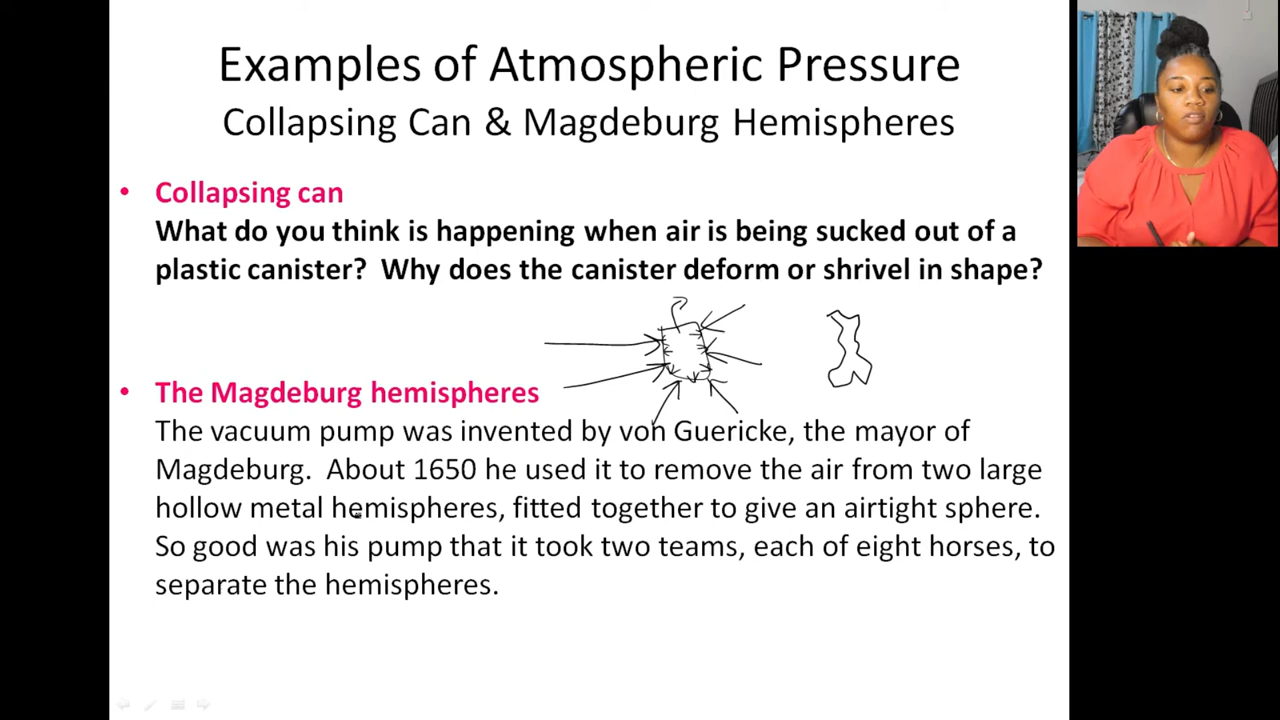 Examples of Atmospheric Pressure
Collapsing Can & Magdeburg Hemispheres
• Collapsing can
What do you think is happening when air is being sucked out of a
plastic canister? Why does the canister deform or shrivel in shape?
• The Magdeburg hemispheres
The vacuum pump was invented by von Guericke, the mayor of
Magdeburg. About 1650 he used it to remove the air from two large
hollow metal hemispheres, fitted together to give an airtight sphere.
So good was his pump that it took two teams, each of eight horses, to
separate the hemispheres.